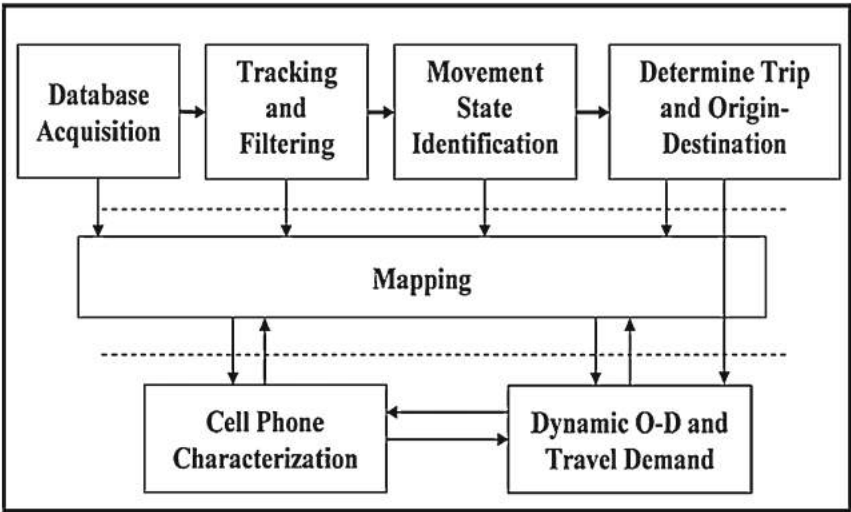 Database
Acquisition
Tracking
and
Filtering
Movement
State
Identification
Determine Trip
and Origin-
Destination
Mapping
Cell Phone
Characterization
Dynamic O-D and
Travel Demand